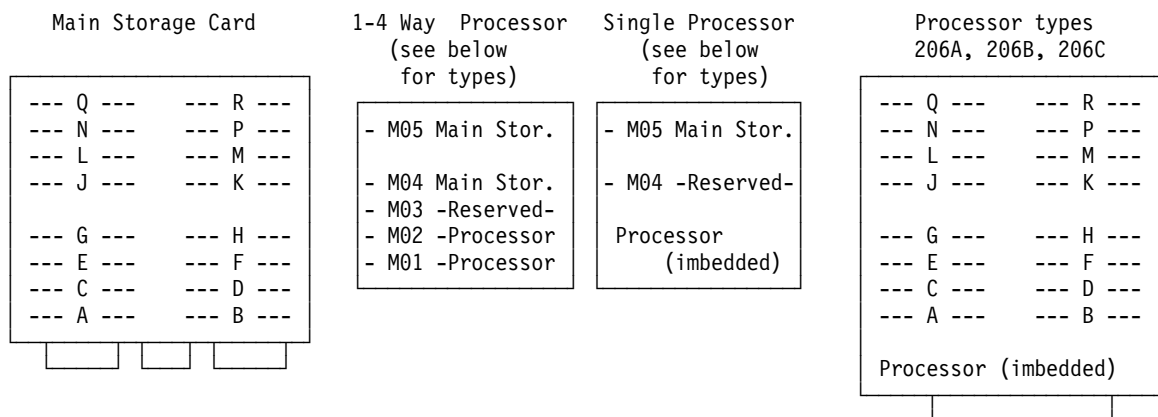 Main Storage Card 1-4 Way Processor Single Processor Processor types
(see below (see below 206A, 206B, 206C
for types) for types)
--- Q --- --- R --- --- Q --- --- R ---
--- N --- --- P --- - M05 Main Stor. - M05 Main Stor. --- N --- --- P ---
--- L --- --- M --- --- L --- --- M ---
--- J --- --- K --- - M04 Main Stor. - M04 -Reserved- --- J --- --- K ---
- M03 -Reserved-
--- G --- --- H --- - M02 -Processor Processor --- G --- --- H ---
--- E --- --- F --- - M01 -Processor (imbedded) --- E --- --- F ---
--- C --- --- D --- --- C --- --- D ---
--- A --- --- B --- --- A --- --- B ---
Processor (imbedded)